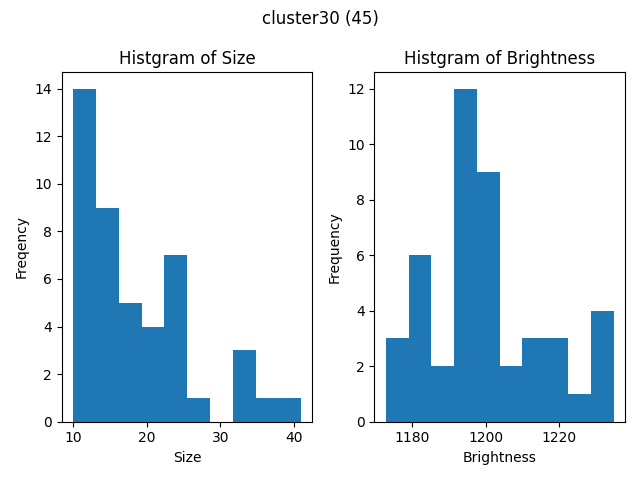 cluster30 (45)
Histgram of Size
14
12
10
8
6
4
2
0
Freqency
10 20 30 40
Size
Histgram of Brightness
12
10
8
6
4
2
0
Frequency
1180 1200 1220
Brightness